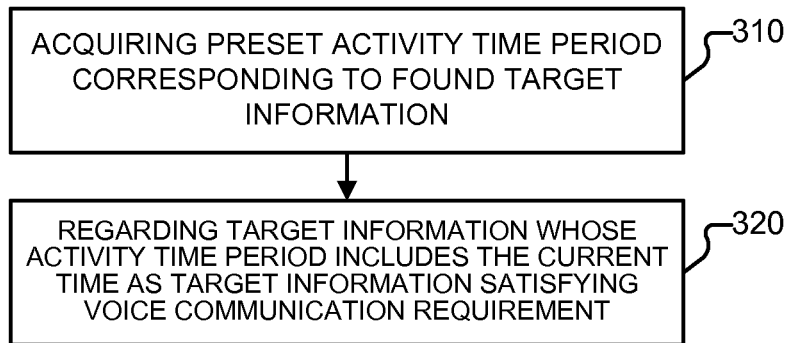 ACQUIRING PRESET ACTIVITY TIME PERIOD
CORRESPONDING TO FOUND TARGET
INFORMATION
310
REGARDING TARGET INFORMATION WHOSE
ACTIVITY TIME PERIOD INCLUDES THE CURRENT
TIME AS TARGET INFORMATION SATISFYING
VOICE COMMUNICATION REQUIREMENT
320